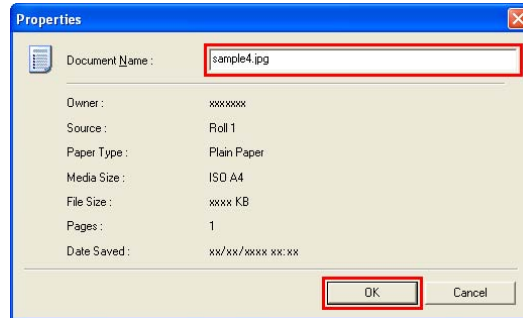 Properties
Document Name : sample4.jpg
Owner : xxxxxxx
Source : Roll 1
Paper Type : Plain Paper
Media Size : ISO A4
File Size : xxxx KB
Pages : 1
Date Saved : xx/xx/xxxx xx:xx
OK Cancel